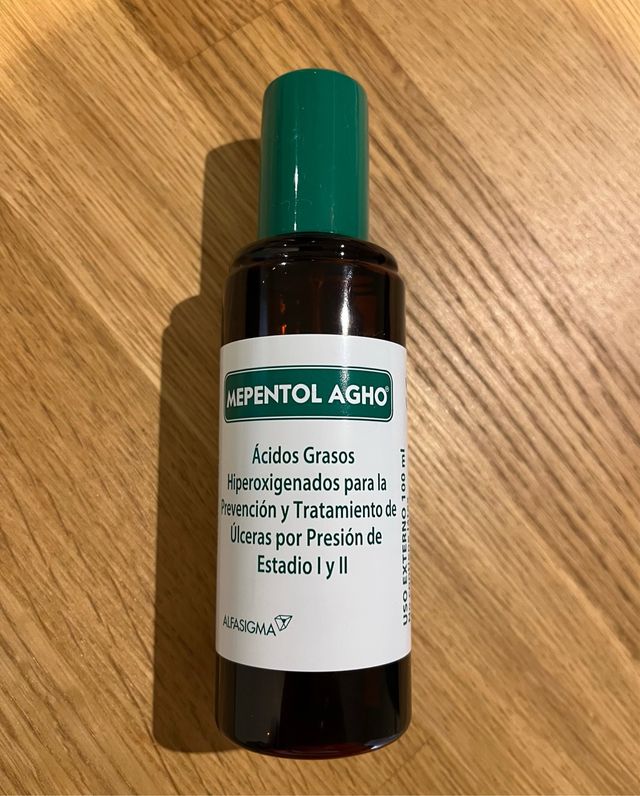 MEPENTOL AGHO®
Ácidos Grasos
Hiperoxigenados para la
Prevención y Tratamiento de
Úlceras por Presión de
Estadio I y II
ALFASIGMA
USO EXTERNO 100 ml